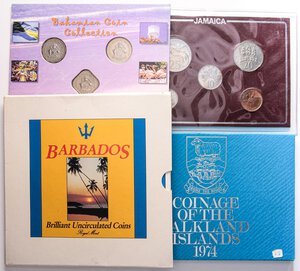 Bahamian Coin
Collection
JAMAICA
BARBADOS
Brilliant Uncirculated Coins
Royal Mint
COINAGE
OF THE
FALKLAND
ISLANDS
1974